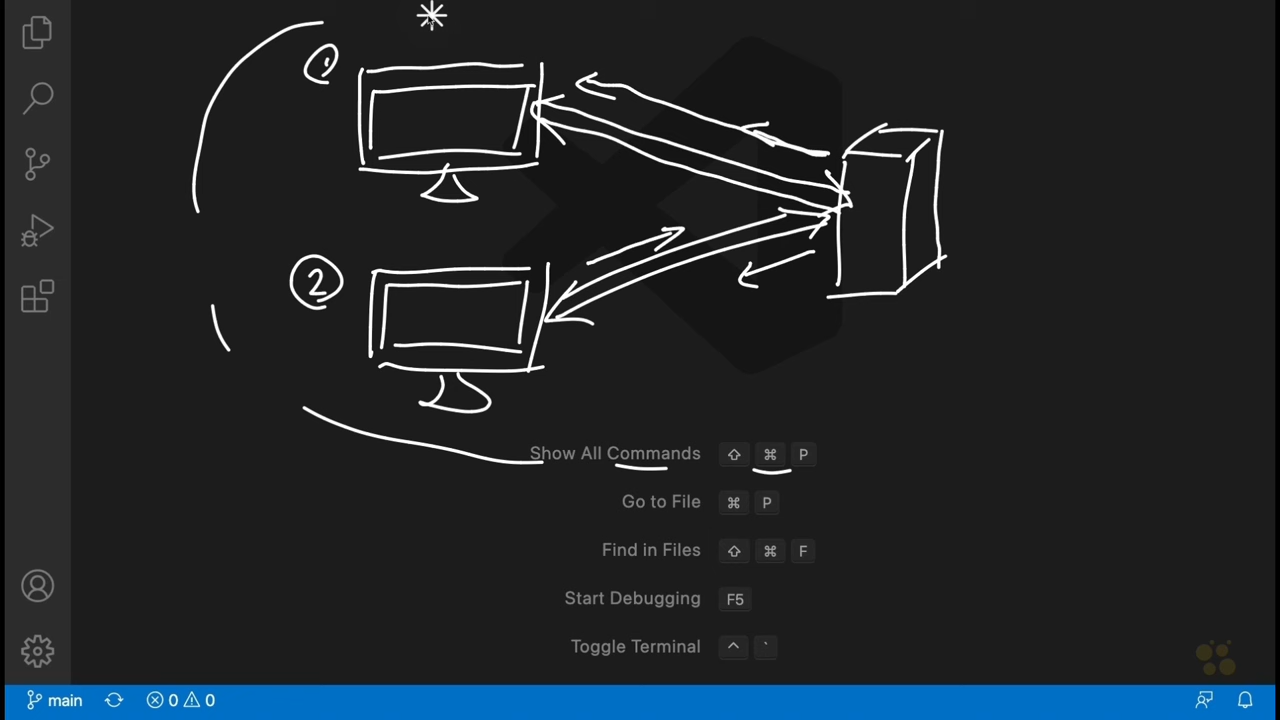 1
2
Show All Commands ⇧ ⌘ P
Go to File ⌘ P
Find in Files ⇧ ⌘ F
Start Debugging F5
Toggle Terminal ^ `
main 0 0